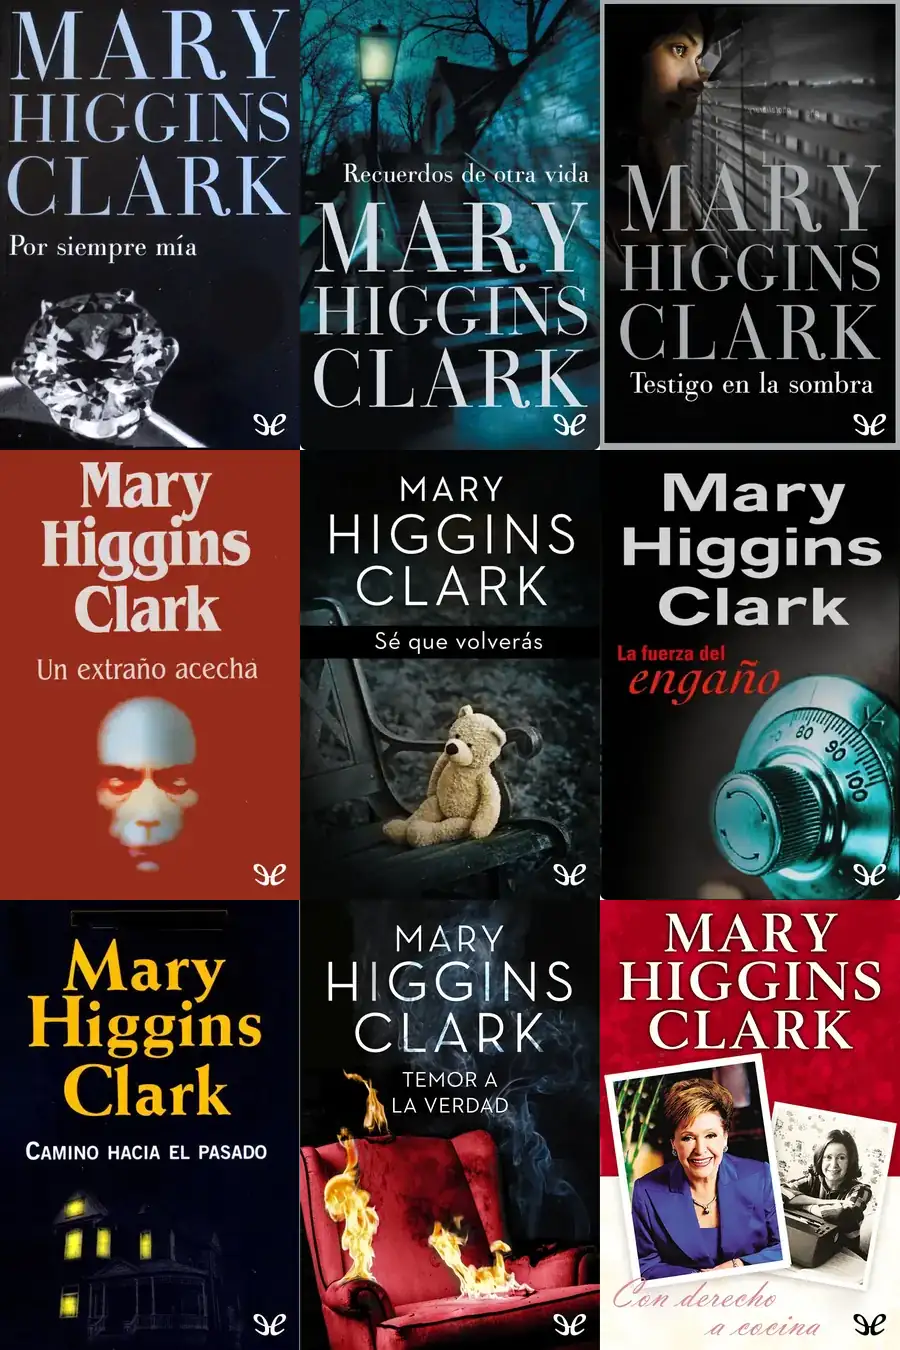 MARY
HIGGINS
CLARK
Por siempre mía
Recuerdos de otra vida
MARY
HIGGINS
CLARK
MARY
HIGGINS
CLARK
Testigo en la sombra
Mary
Higgins
Clark
Un extraño acecha
MARY
HIGGINS
CLARK
Sé que volverás
Mary
Higgins
Clark
La fuerza del
engaño
80
90
100
Mary
Higgins
Clark
CAMINO HACIA EL PASADO
MARY
HIGGINS
CLARK
TEMOR A
LA VERDAD
MARY
HIGGINS
CLARK
Con derecho
a cocina